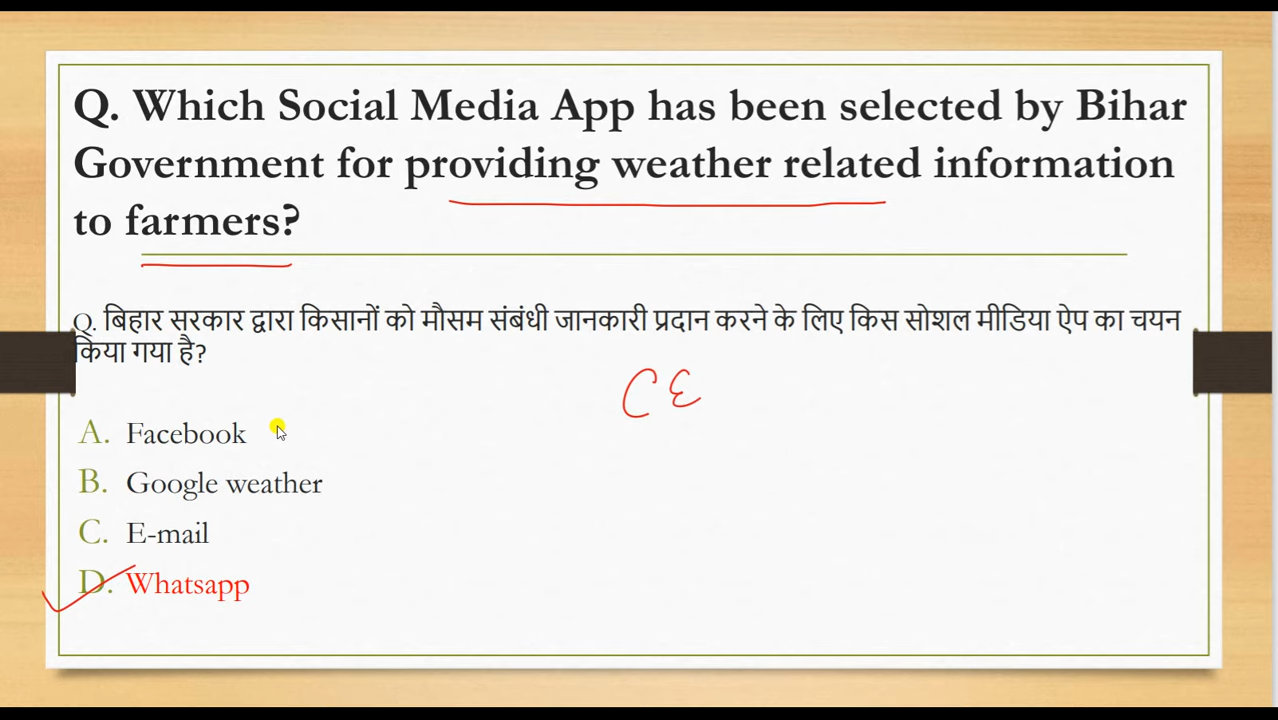 Q. Which Social Media App has been selected by Bihar
Government for providing weather related information
to farmers?
Q. बिहार सरकार द्वारा किसानों को मौसम संबंधी जानकारी प्रदान करने के लिए किस सोशल मीडिया ऐप का चयन
किया गया है?
CE
A. Facebook
B. Google weather
C. E-mail
D. Whatsapp